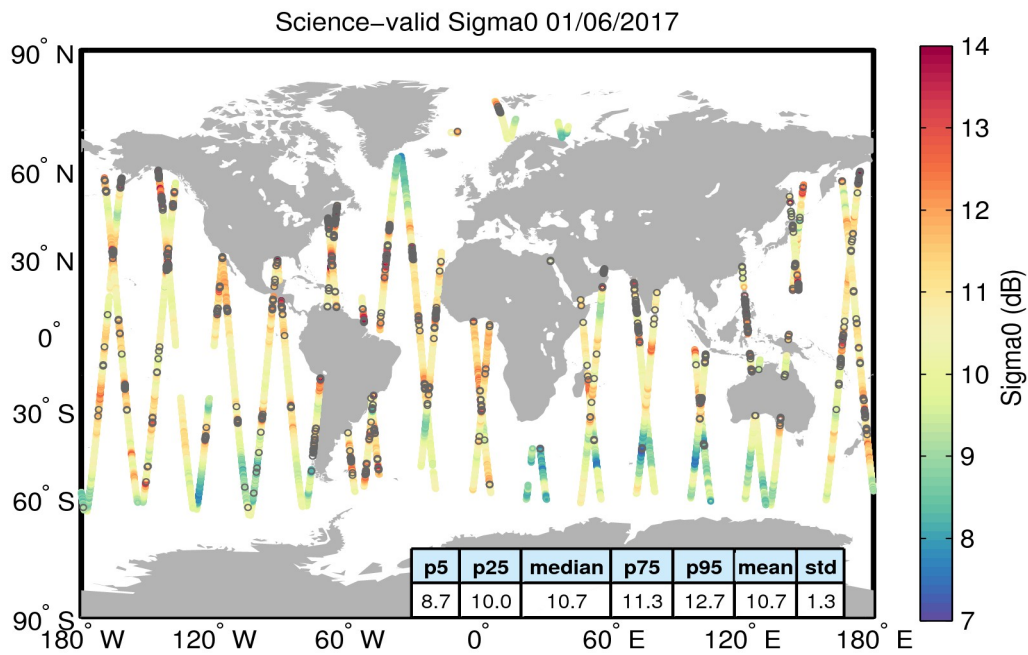 Science−valid Sigma0 01/06/2017
90° N
60° N
30° N
0°
30° S
60° S
90° S
180° W
120° W
60° W
0°
60° E
120° E
180° E
p5 p25 median p75 p95 mean std
8.7 10.0 10.7 11.3 12.7 10.7 1.3
14
13
12
11
10
9
8
7
Sigma0 (dB)